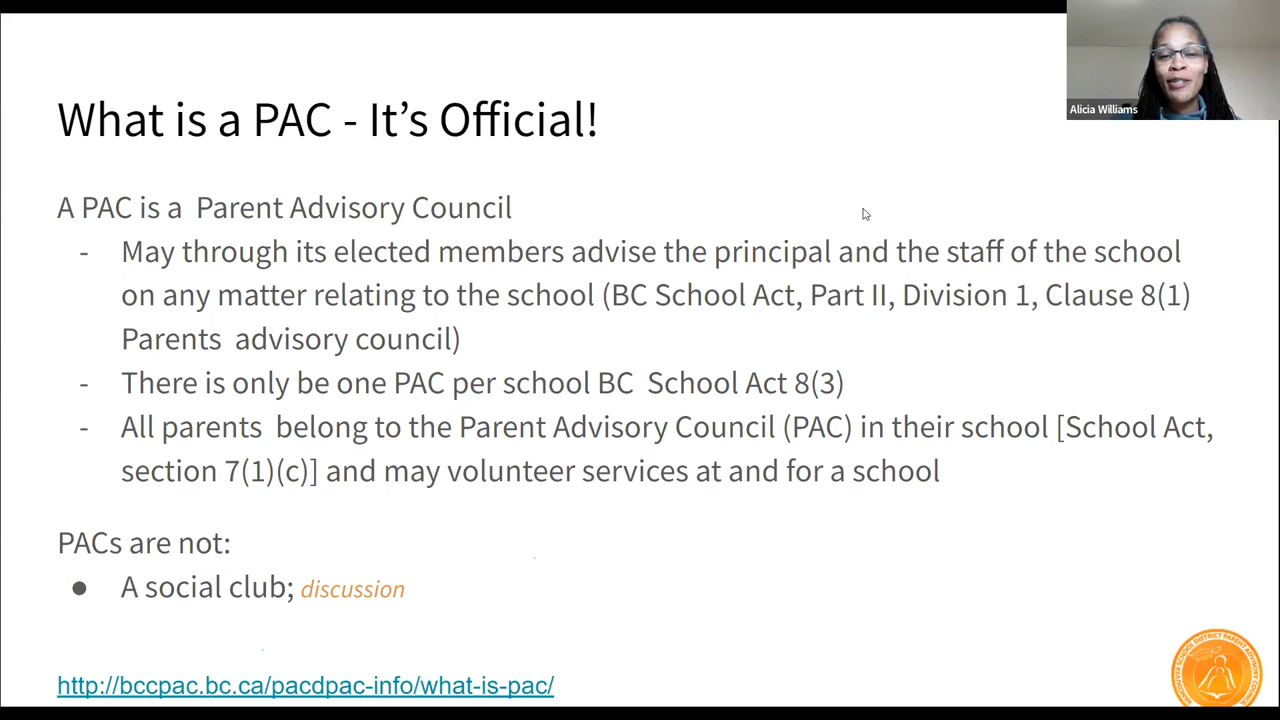 Alicia Williams
What is a PAC - It’s Official!
A PAC is a  Parent Advisory Council
- May through its elected members advise the principal and the staff of the school
on any matter relating to the school (BC School Act, Part II, Division 1, Clause 8(1)
Parents  advisory council)
- There is only be one PAC per school BC  School Act 8(3)
- All parents  belong to the Parent Advisory Council (PAC) in their school [School Act,
section 7(1)(c)] and may volunteer services at and for a school
PACs are not:
● A social club; discussion
http://bccpac.bc.ca/pacdpac-info/what-is-pac/